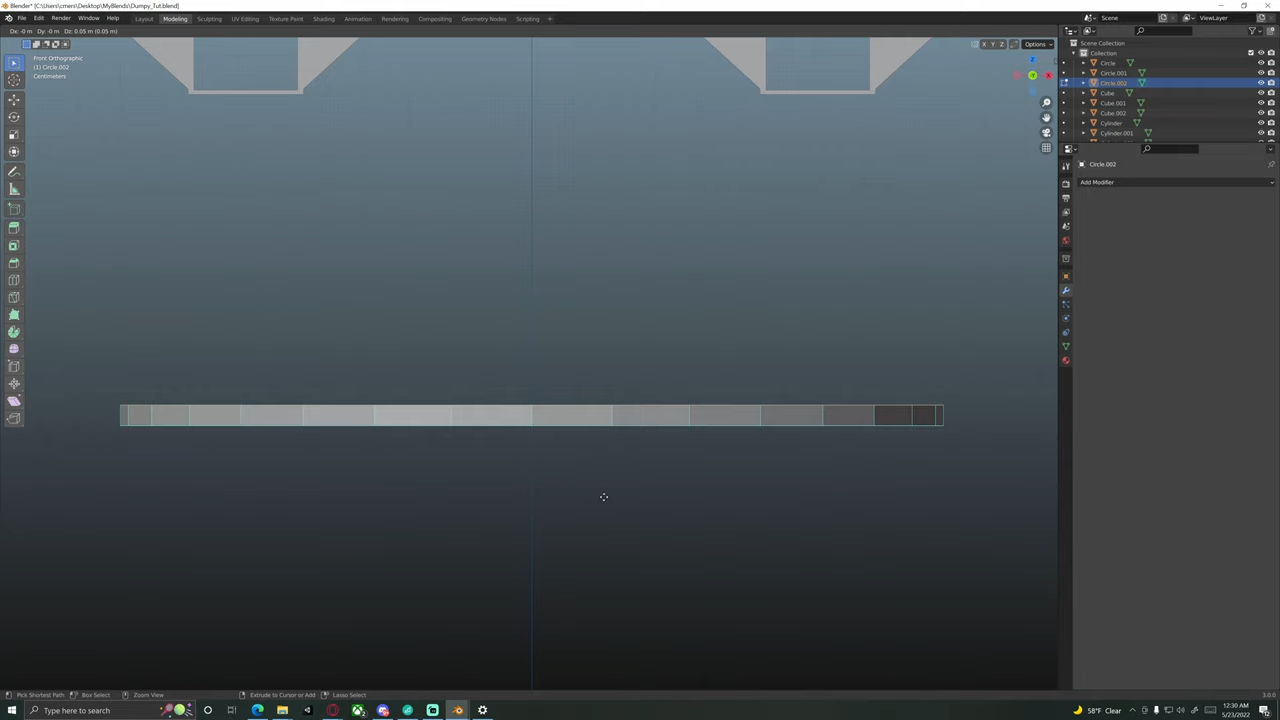 Blender* [C:\Users\cmers\Desktop\MyBlends\Dumpy_Tut.blend]
File Edit Render Window Help Layout Modeling Sculpting UV Editing Texture Paint Shading Animation Rendering Compositing Geometry Nodes Scripting + Scene ViewLayer
Dx: -0 m Dy: -0 m Dz: 0.05 m (0.05 m)
X Y Z Options
Front Orthographic
(1) Circle.002
Centimeters
Z
X
Y
Scene Collection
Collection
Circle
Circle.001
Circle.002
Cube
Cube.001
Cube.002
Cylinder
Cylinder.001
Circle.002
Add Modifier
Pick Shortest Path Box Select Zoom View Extrude to Cursor or Add Lasso Select 3.0.0
Type here to search
58°F Clear
12:30 AM
5/23/2022